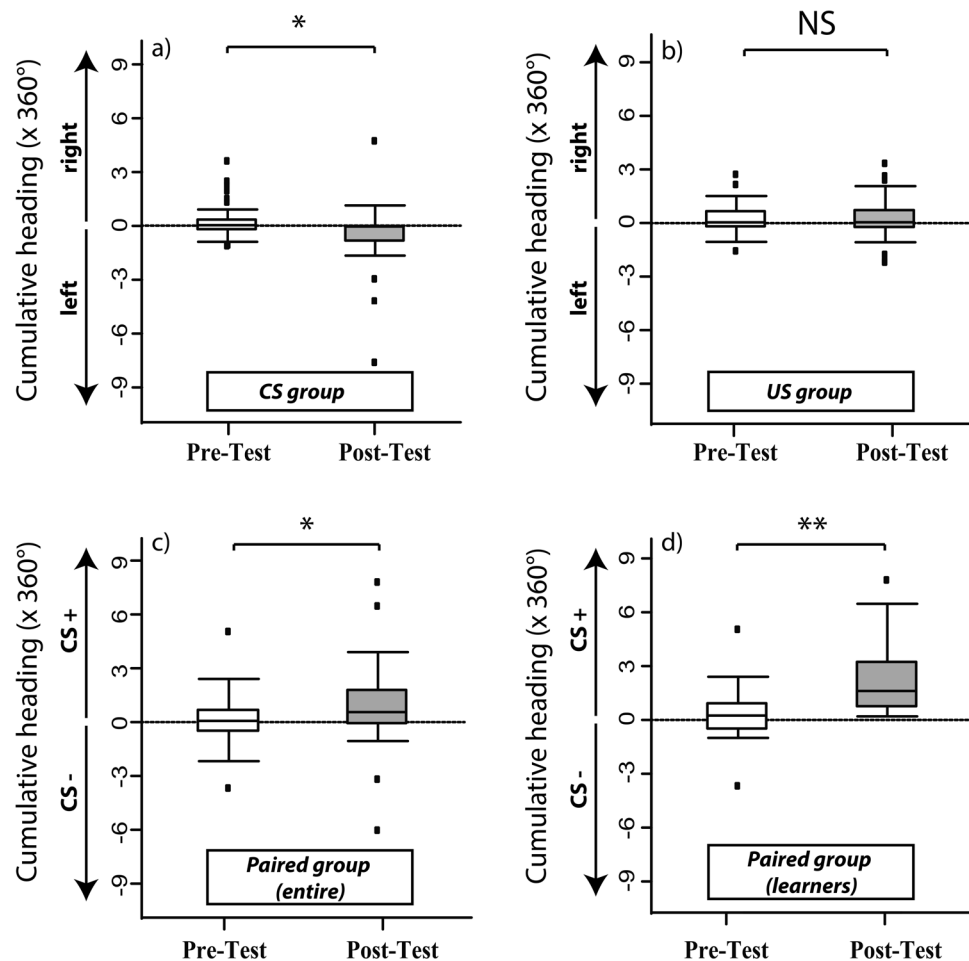 *
a)
Cumulative heading (x 360°)
right
left
9
6
3
0
-3
-6
-9
CS group
Pre-Test
Post-Test
NS
b)
Cumulative heading (x 360°)
right
left
9
6
3
0
-3
-6
-9
US group
Pre-Test
Post-Test
*
c)
Cumulative heading (x 360°)
CS +
CS -
9
6
3
0
-3
-6
-9
Paired group
(entire)
Pre-Test
Post-Test
**
d)
Cumulative heading (x 360°)
CS +
CS -
9
6
3
0
-3
-6
-9
Paired group
(learners)
Pre-Test
Post-Test